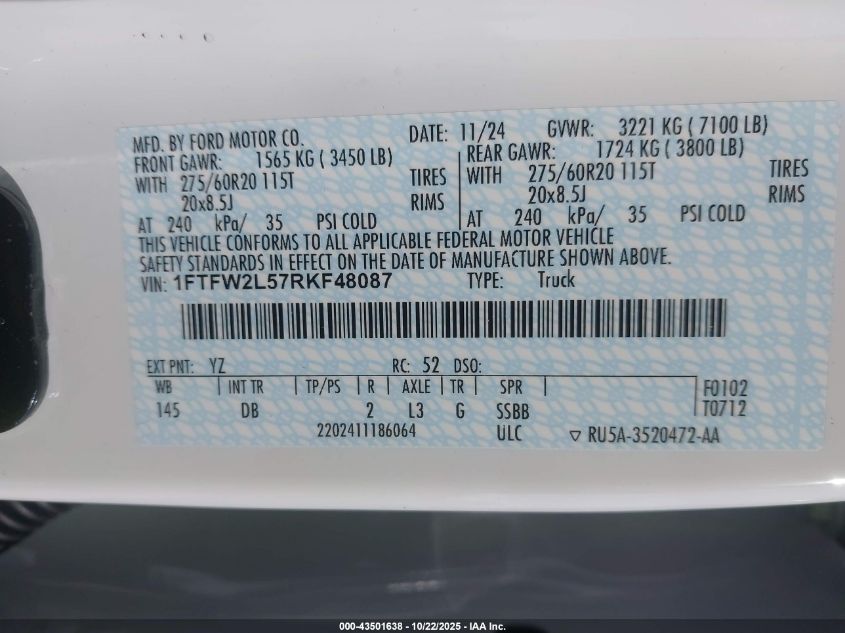 MFD. BY FORD MOTOR CO. DATE: 11/24 GVWR: 3221 KG ( 7100 LB)
FRONT GAWR: 1565 KG ( 3450 LB) REAR GAWR: 1724 KG ( 3800 LB)
WITH 275/60R20 115T TIRES WITH 275/60R20 115T TIRES
20x8.5J RIMS 20x8.5J RIMS
AT 240 kPa/ 35 PSI COLD AT 240 kPa/ 35 PSI COLD
THIS VEHICLE CONFORMS TO ALL APPLICABLE FEDERAL MOTOR VEHICLE
SAFETY STANDARDS IN EFFECT ON THE DATE OF MANUFACTURE SHOWN ABOVE.
VIN: 1FTFW2L57RKF48087 TYPE: Truck
EXT PNT: YZ RC: 52 DSO:
WB INT TR TP/PS R AXLE TR SPR F0102
145 DB 2 L3 G SSBB T0712
2202411186064 ULC ▽ RU5A-3520472-AA
000-43501638 - 10/22/2025 - IAA Inc.